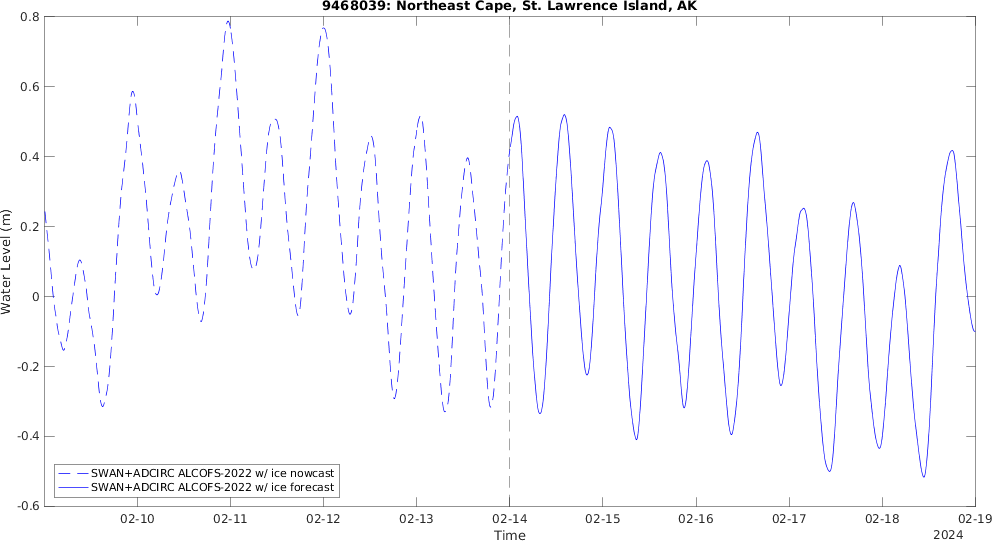 9468039: Northeast Cape, St. Lawrence Island, AK
Water Level (m)
0.8
0.6
0.4
0.2
0
-0.2
-0.4
-0.6
SWAN+ADCIRC ALCOFS-2022 w/ ice nowcast
SWAN+ADCIRC ALCOFS-2022 w/ ice forecast
02-10 02-11 02-12 02-13 02-14 02-15 02-16 02-17 02-18 02-19
Time
2024